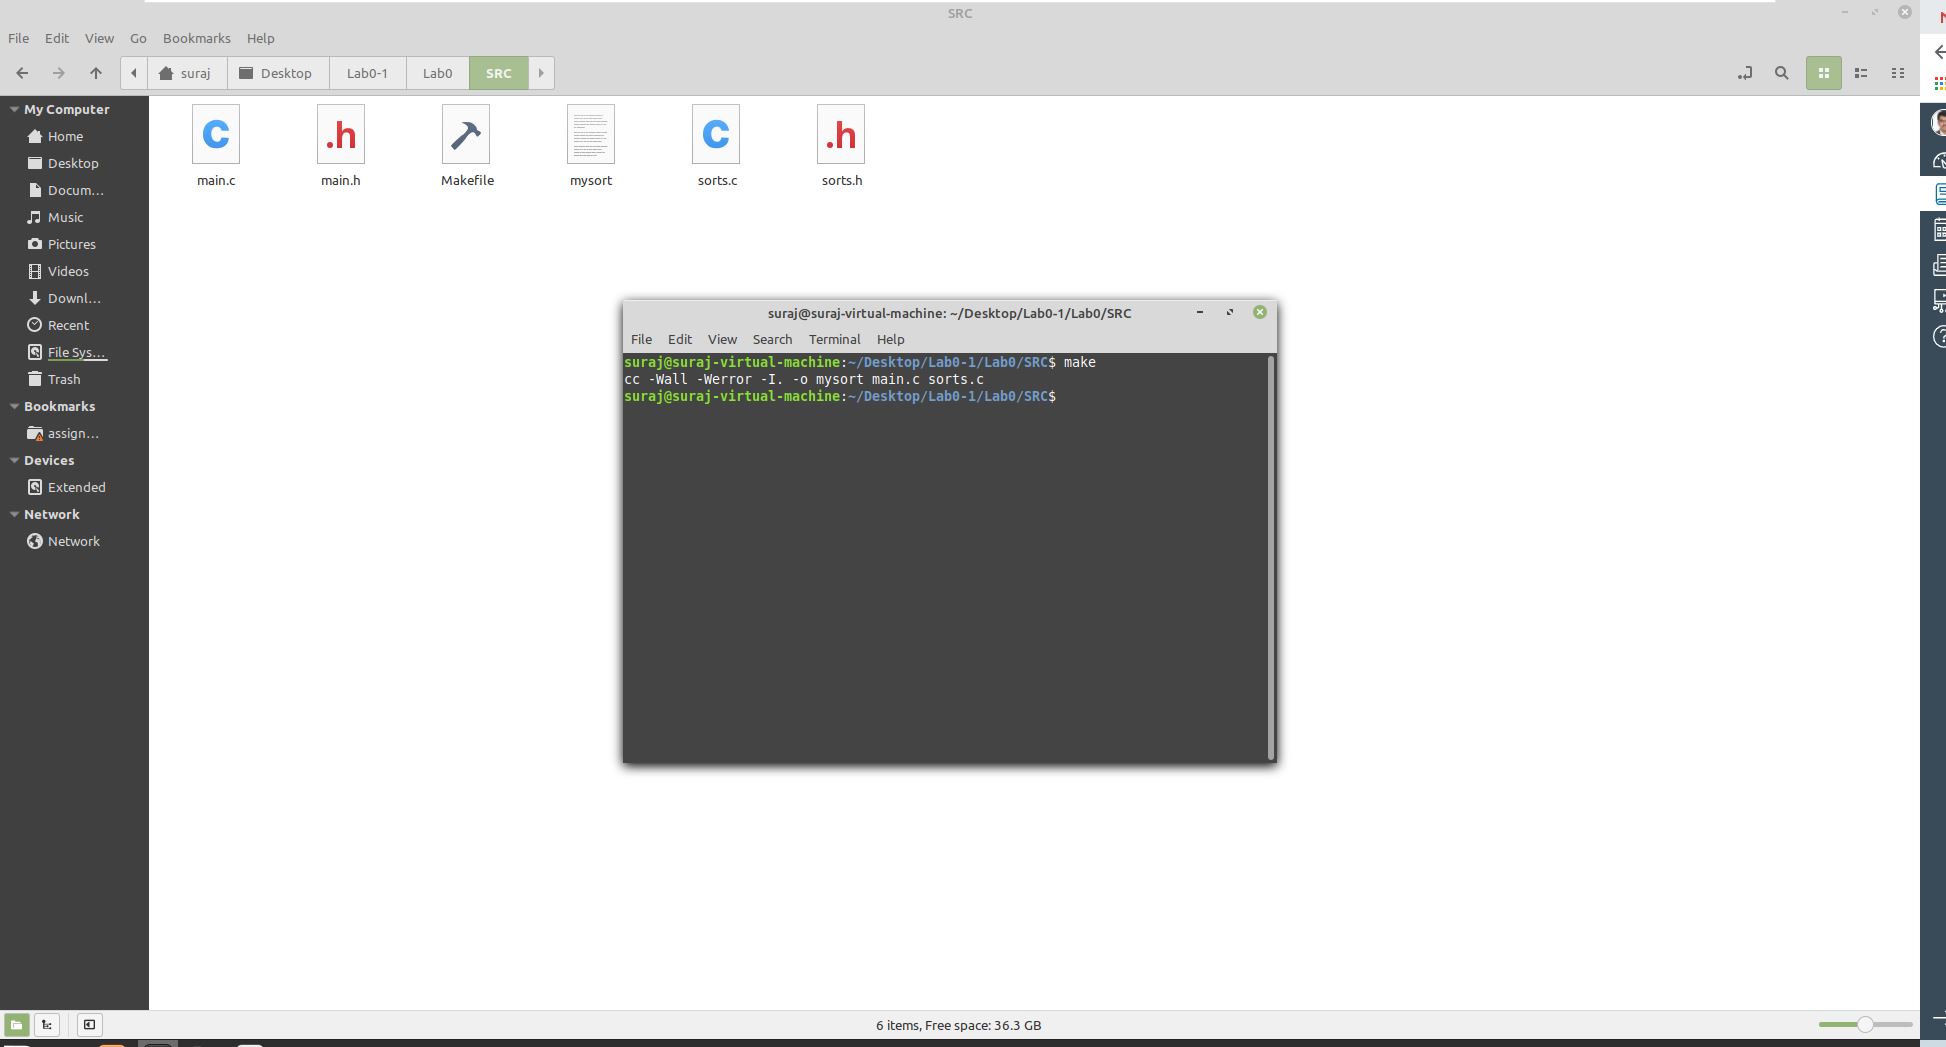 SRC
File Edit View Go Bookmarks Help
suraj Desktop Lab0-1 Lab0 SRC
My Computer
Home
Desktop
Docum...
Music
Pictures
Videos
Downl...
Recent
File Sys...
Trash
Bookmarks
assign...
Devices
Extended
Network
Network
main.c main.h Makefile mysort sorts.c sorts.h
suraj@suraj-virtual-machine: ~/Desktop/Lab0-1/Lab0/SRC
File Edit View Search Terminal Help
suraj@suraj-virtual-machine:~/Desktop/Lab0-1/Lab0/SRC$ make
cc -Wall -Werror -I. -o mysort main.c sorts.c
suraj@suraj-virtual-machine:~/Desktop/Lab0-1/Lab0/SRC$
6 items, Free space: 36.3 GB